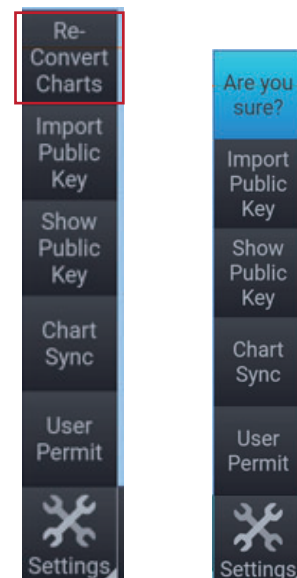 Re-
Convert
Charts
Import
Public
Key
Show
Public
Key
Chart
Sync
User
Permit
Settings
Are you
sure?
Import
Public
Key
Show
Public
Key
Chart
Sync
User
Permit
Settings